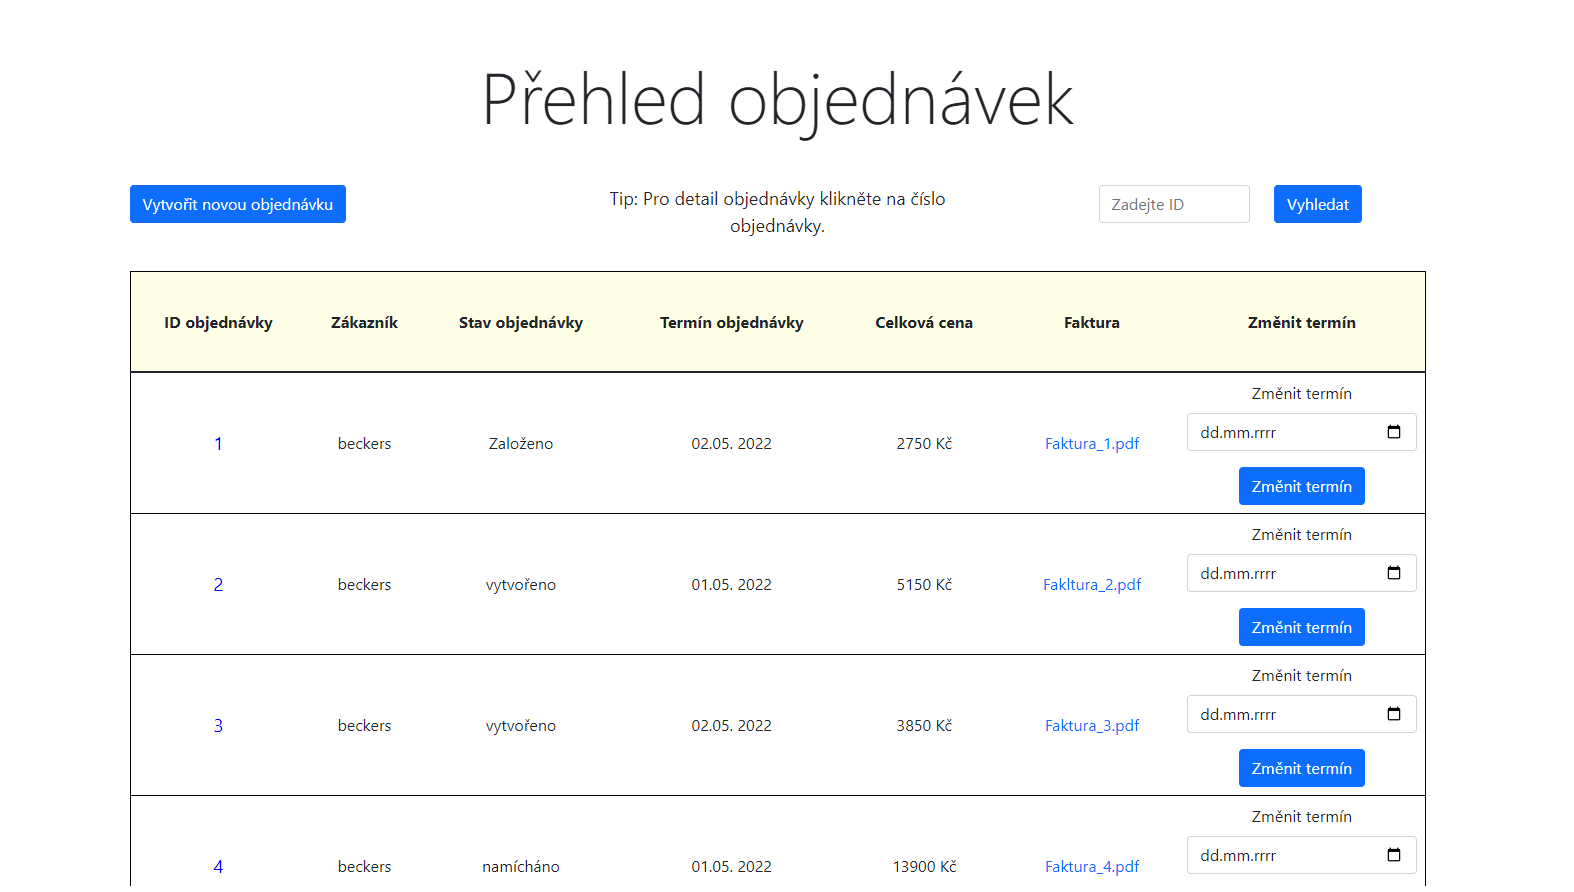 Přehled objednávek
Vytvořit novou objednávku
Tip: Pro detail objednávky klikněte na číslo
objednávky.
Zadejte ID
Vyhledat
ID objednávky Zákazník Stav objednávky Termín objednávky Celková cena Faktura Změnit termín
Změnit termín
1 beckers Založeno 02.05. 2022 2750 Kč Faktura_1.pdf dd.mm.rrrr
Změnit termín
Změnit termín
2 beckers vytvořeno 01.05. 2022 5150 Kč Fakltura_2.pdf dd.mm.rrrr
Změnit termín
Změnit termín
3 beckers vytvořeno 02.05. 2022 3850 Kč Faktura_3.pdf dd.mm.rrrr
Změnit termín
Změnit termín
4 beckers namícháno 01.05. 2022 13900 Kč Faktura_4.pdf dd.mm.rrrr